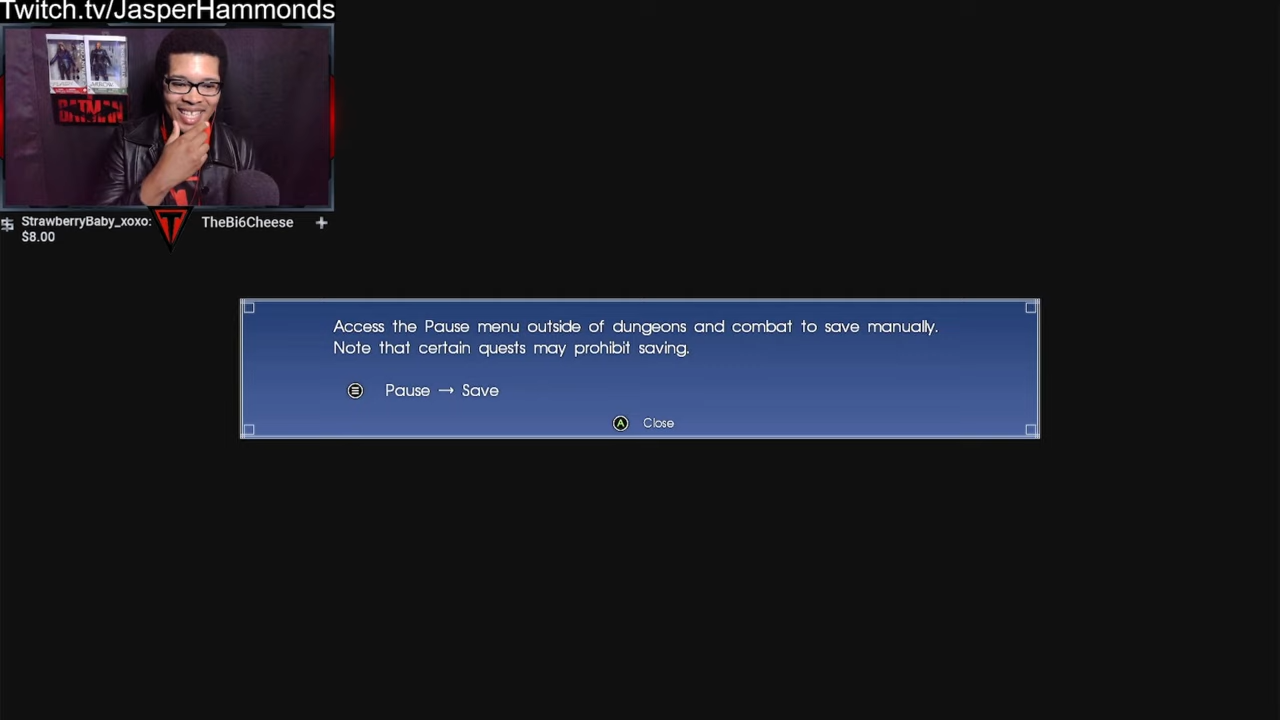 Twitch.tv/JasperHammonds
BATMAN
StrawberryBaby_xoxo:
$8.00
T
TheBi6Cheese
Access the Pause menu outside of dungeons and combat to save manually.
Note that certain quests may prohibit saving.
Pause → Save
A Close